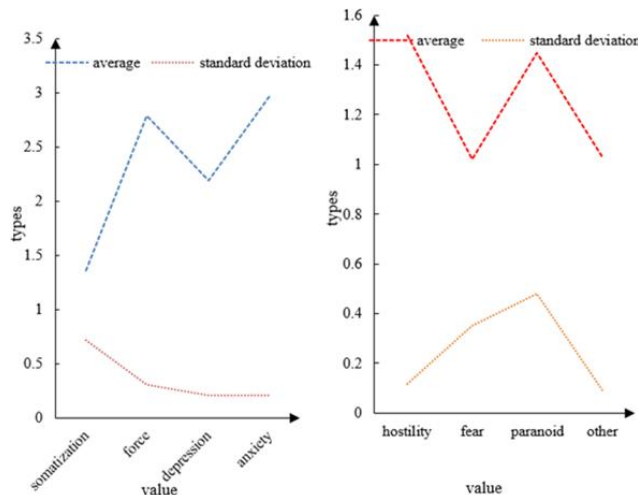 3.5
average
standard deviation
3
2.5
2
1.5
1
0.5
0
types
somatization
force
depression
anxiety
value
1.6
average
standard deviation
1.4
1.2
1
0.8
0.6
0.4
0.2
0
types
hostility
fear
paranoid
other
value